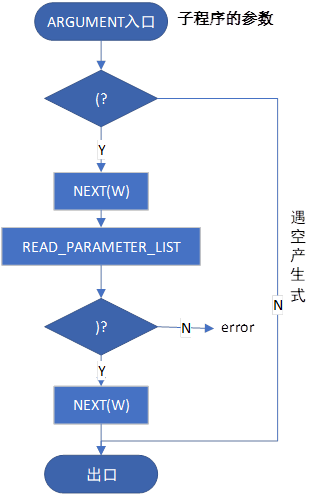 ARGUMENT入口
子程序的参数
(?
Y
NEXT(W)
READ_PARAMETER_LIST
)?
N
error
Y
NEXT(W)
出口
遇空产生式
N